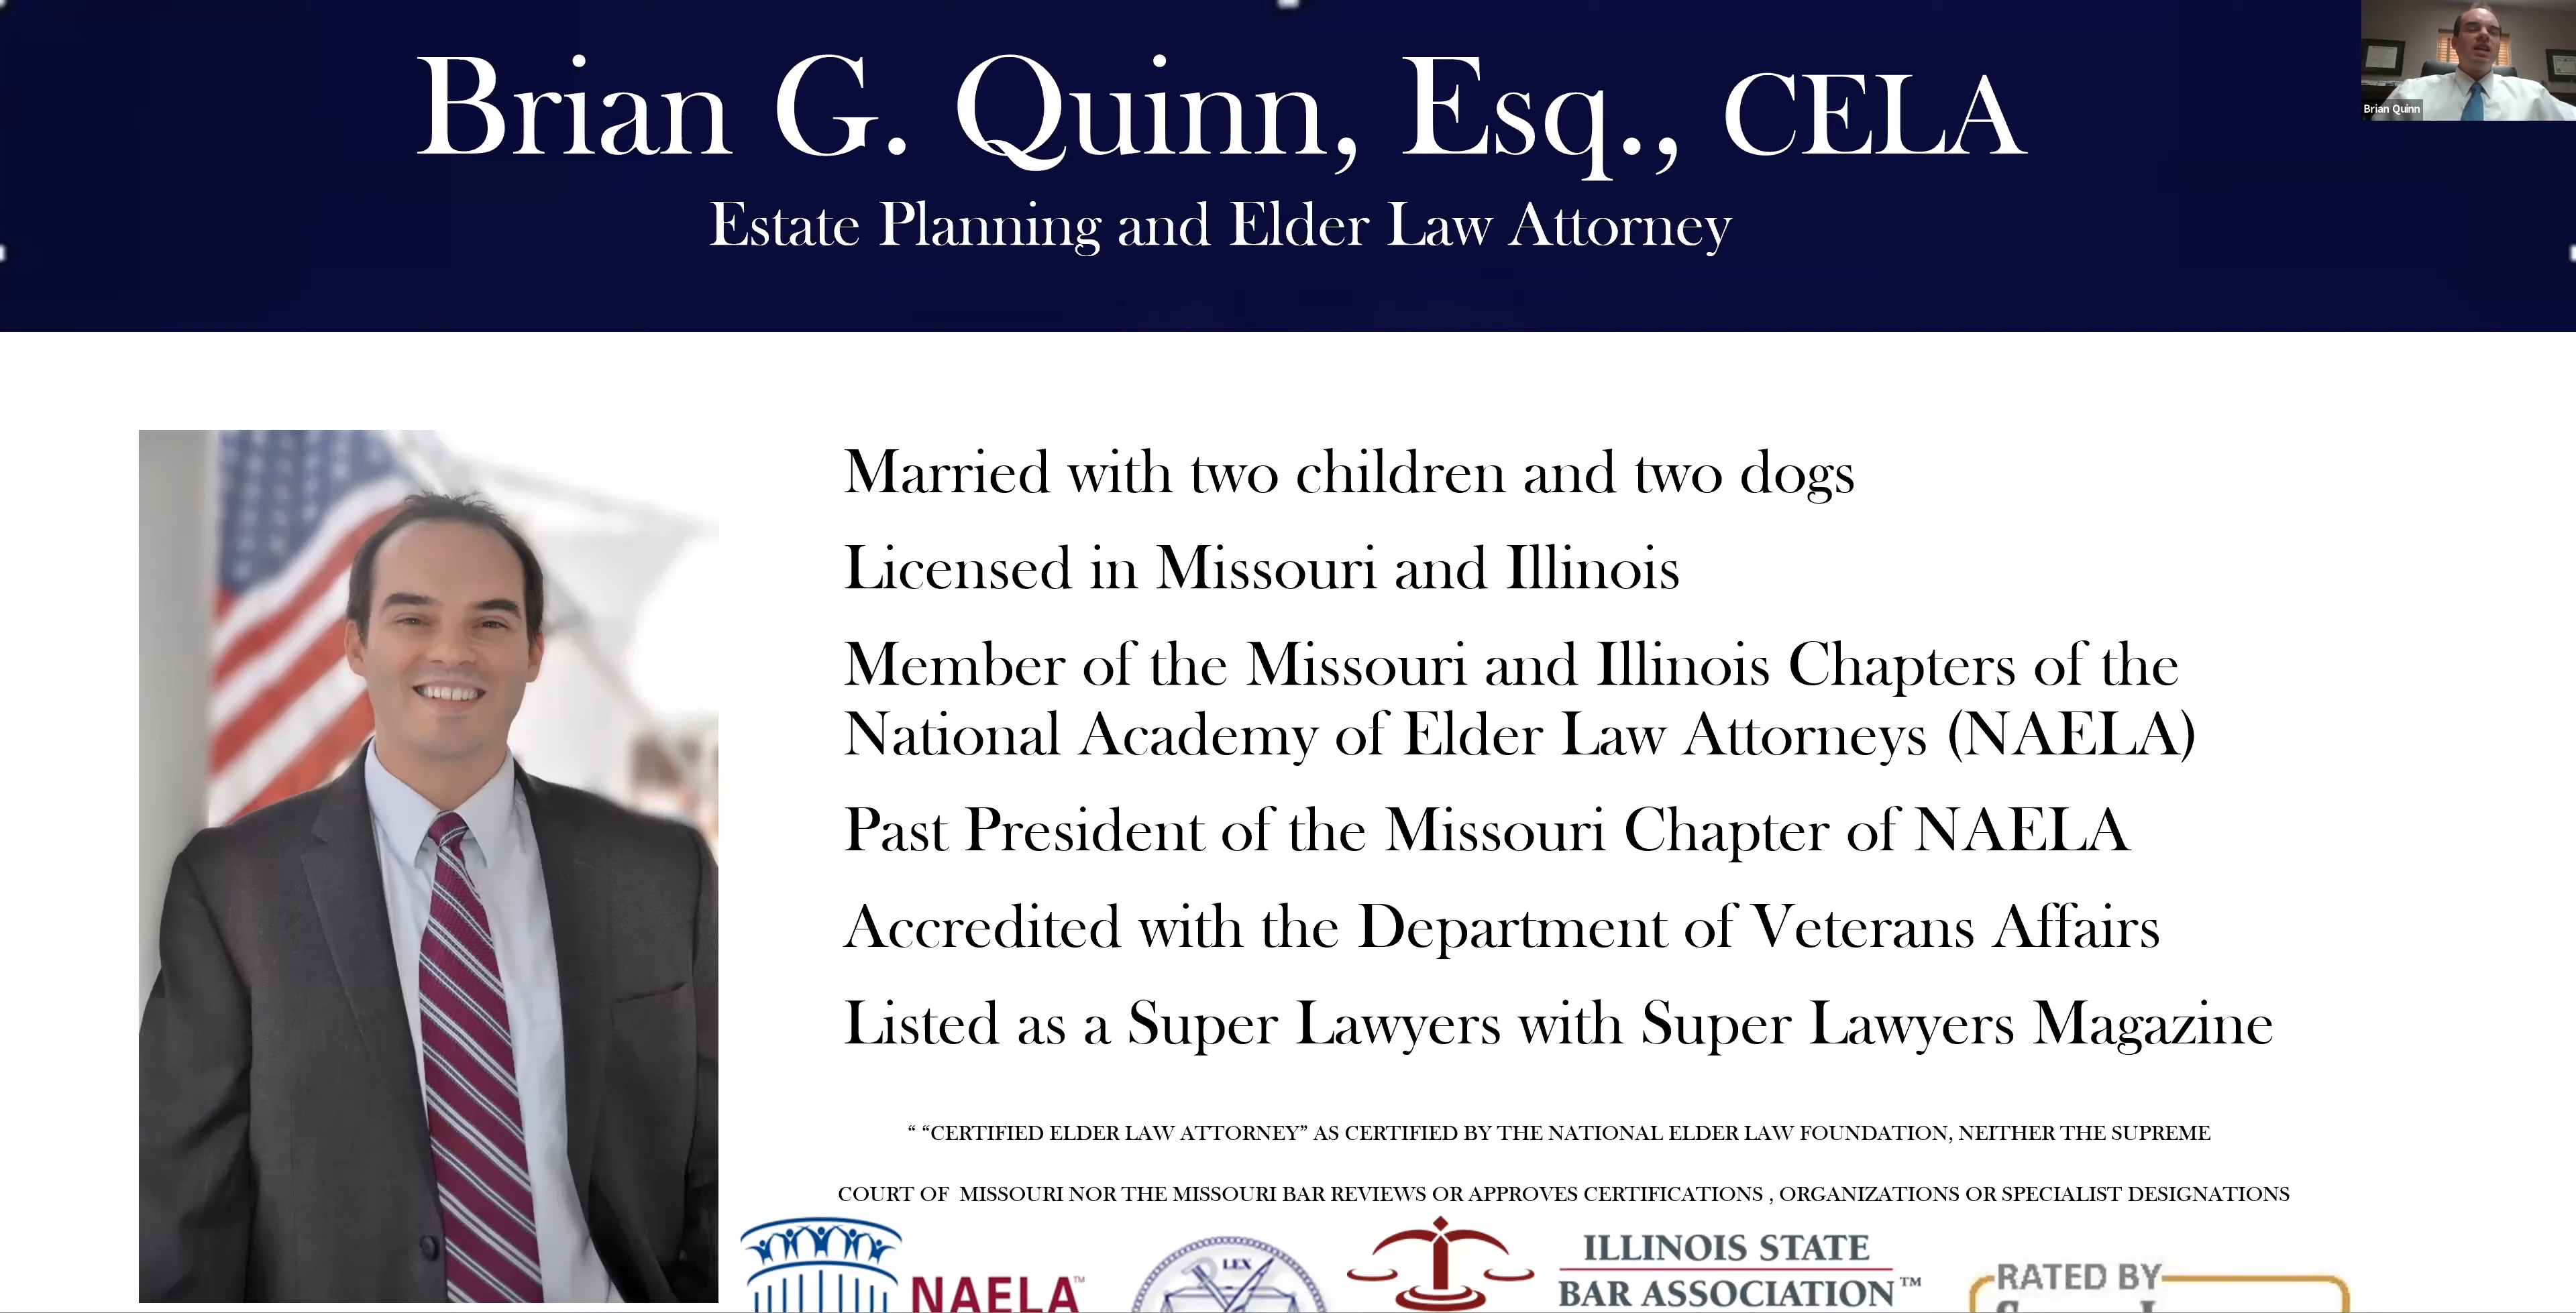 Brian G. Quinn, Esq., CELA
Brian Quinn
Estate Planning and Elder Law Attorney
Married with two children and two dogs
Licensed in Missouri and Illinois
Member of the Missouri and Illinois Chapters of the
National Academy of Elder Law Attorneys (NAELA)
Past President of the Missouri Chapter of NAELA
Accredited with the Department of Veterans Affairs
Listed as a Super Lawyers with Super Lawyers Magazine
“ “CERTIFIED ELDER LAW ATTORNEY” AS CERTIFIED BY THE NATIONAL ELDER LAW FOUNDATION, NEITHER THE SUPREME
COURT OF MISSOURI NOR THE MISSOURI BAR REVIEWS OR APPROVES CERTIFICATIONS , ORGANIZATIONS OR SPECIALIST DESIGNATIONS
NAELA™
LEX
ILLINOIS STATE
BAR ASSOCIATION™
RATED BY